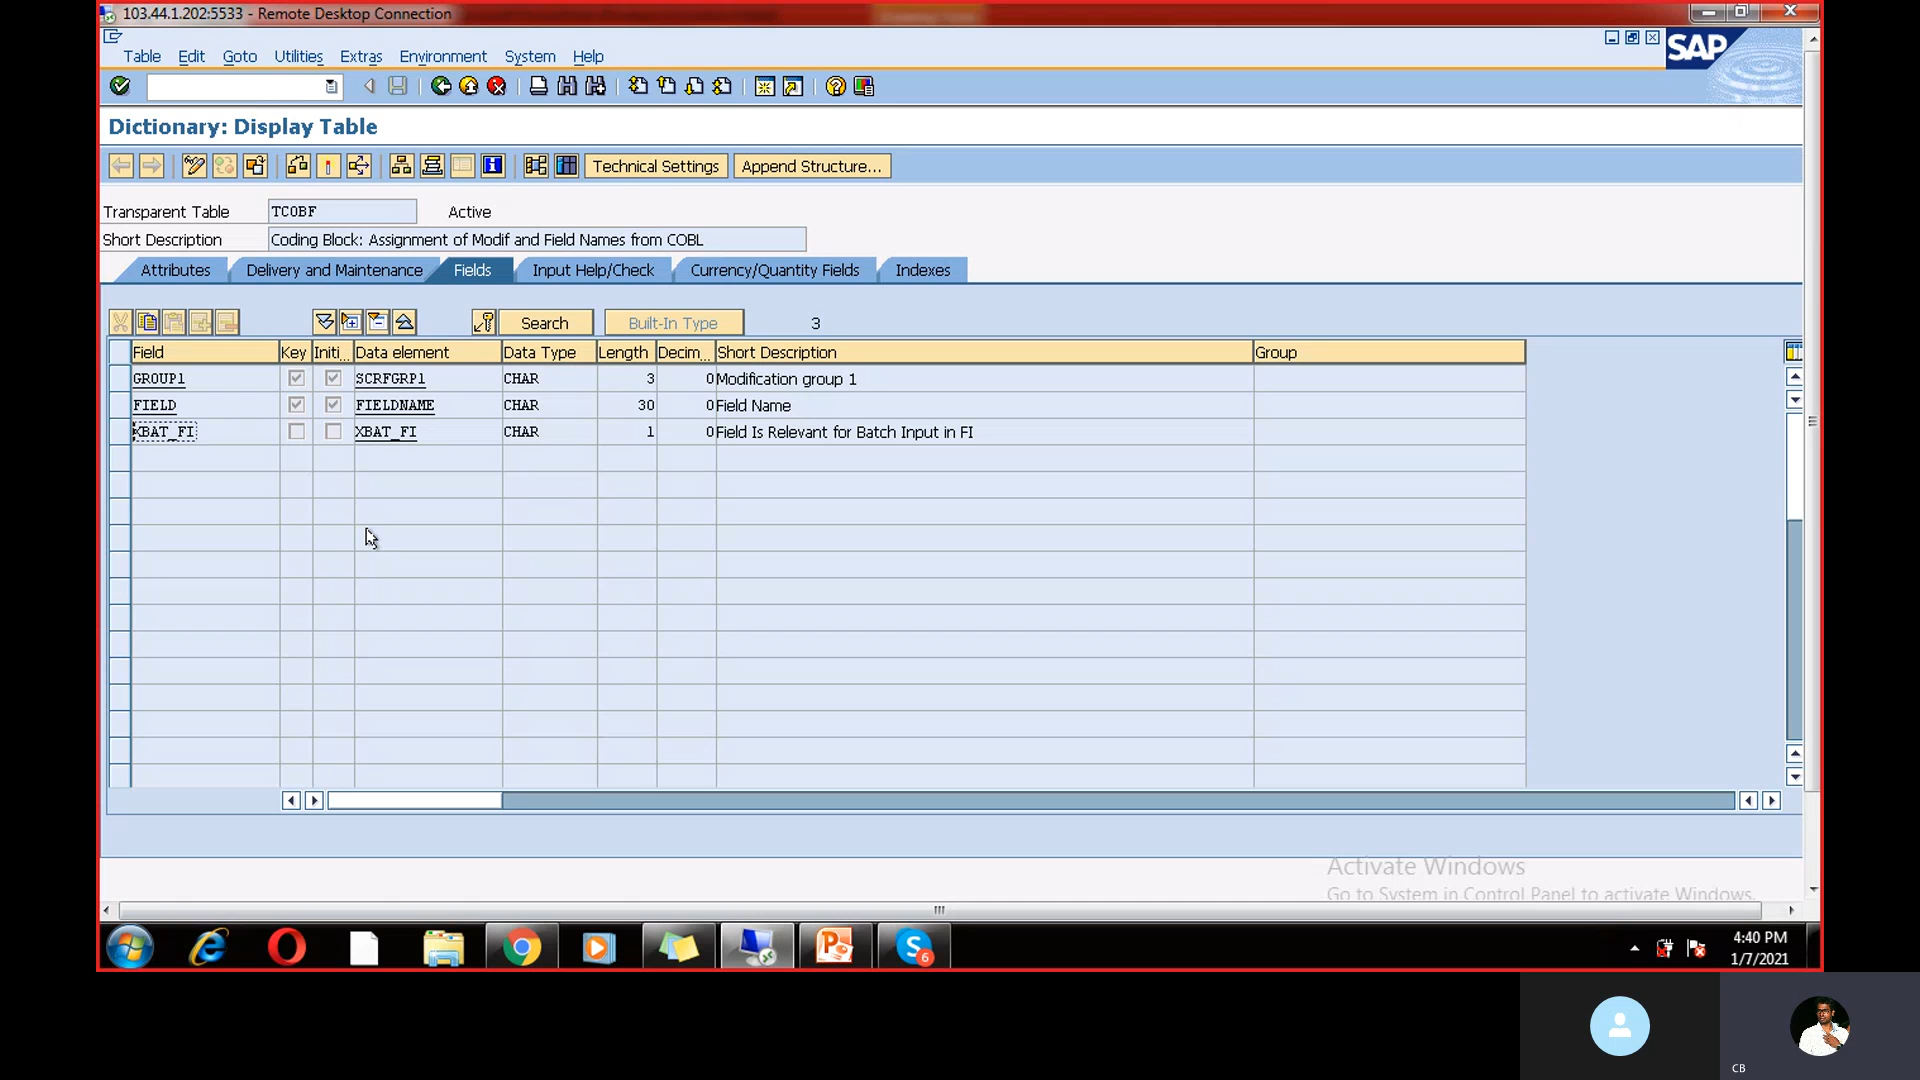 103.44.1.202:5533 - Remote Desktop Connection
Table Edit Goto Utilities Extras Environment System Help
SAP
Dictionary: Display Table
Technical Settings Append Structure...
Transparent Table TCOBF Active
Short Description Coding Block: Assignment of Modif and Field Names from COBL
Attributes Delivery and Maintenance Fields Input Help/Check Currency/Quantity Fields Indexes
Search Built-In Type 3
Field Key Initi... Data element Data Type Length Decim... Short Description Group
GROUP1 SCRFGRP1 CHAR 3 0 Modification group 1
FIELD FIELDNAME CHAR 30 0 Field Name
XBAT_FI XBAT_FI CHAR 1 0 Field Is Relevant for Batch Input in FI
Activate Windows
Go to System in Control Panel to activate Windows.
6
4:40 PM
1/7/2021
CB